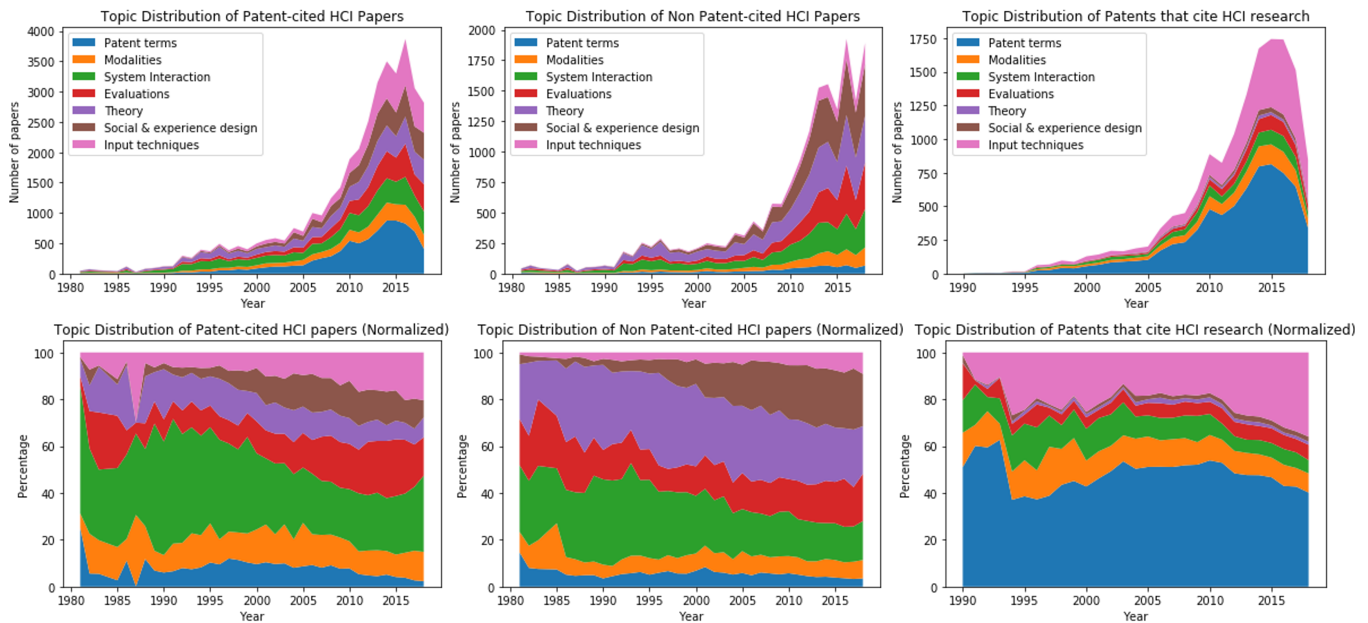 Topic Distribution of Patent-cited HCI Papers
4000
3500
3000
2500
2000
1500
1000
500
0
Number of papers
Patent terms
Modalities
System Interaction
Evaluations
Theory
Social & experience design
Input techniques
1980 1985 1990 1995 2000 2005 2010 2015
Year
Topic Distribution of Non Patent-cited HCI Papers
2000
1750
1500
1250
1000
750
500
250
0
Number of papers
Patent terms
Modalities
System Interaction
Evaluations
Theory
Social & experience design
Input techniques
1980 1985 1990 1995 2000 2005 2010 2015
Year
Topic Distribution of Patents that cite HCI research
1750
1500
1250
1000
750
500
250
0
Number of papers
Patent terms
Modalities
System Interaction
Evaluations
Theory
Social & experience design
Input techniques
1990 1995 2000 2005 2010 2015
Year
Topic Distribution of Patent-cited HCI papers (Normalized)
100
80
60
40
20
0
Percentage
1980 1985 1990 1995 2000 2005 2010 2015
Year
Topic Distribution of Non Patent-cited HCI papers (Normalized)
100
80
60
40
20
0
Percentage
1980 1985 1990 1995 2000 2005 2010 2015
Year
Topic Distribution of Patents that cite HCI research (Normalized)
100
80
60
40
20
0
Percentage
1990 1995 2000 2005 2010 2015
Year